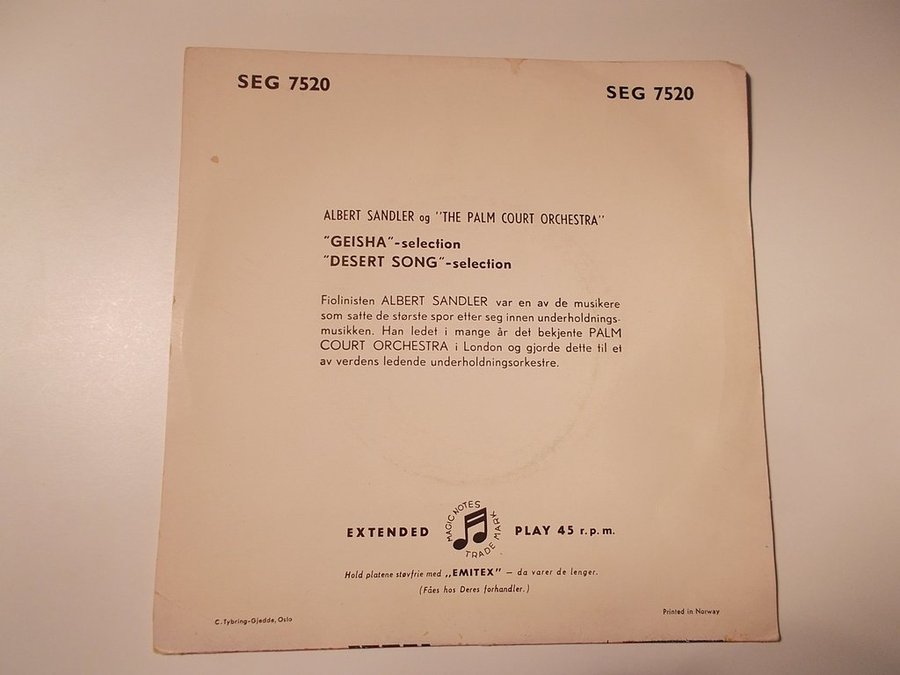 SEG 7520
SEG 7520
ALBERT SANDLER og "THE PALM COURT ORCHESTRA"
"GEISHA"-selection
"DESERT SONG"-selection
Fiolinisten ALBERT SANDLER var en av de musikere
som satte de største spor etter seg innen underholdnings-
musikken. Han ledet i mange år det bekjente PALM
COURT ORCHESTRA i London og gjorde dette til et
av verdens ledende underholdningsorkestre.
EXTENDED
MAGIC NOTES
TRADE MARK
PLAY 45 r.p.m.
Hold platene støvfrie med „EMITEX" — da varer de lenger.
(Fåes hos Deres forhandler.)
C. Tybring-Gjedde, Oslo
Printed in Norway